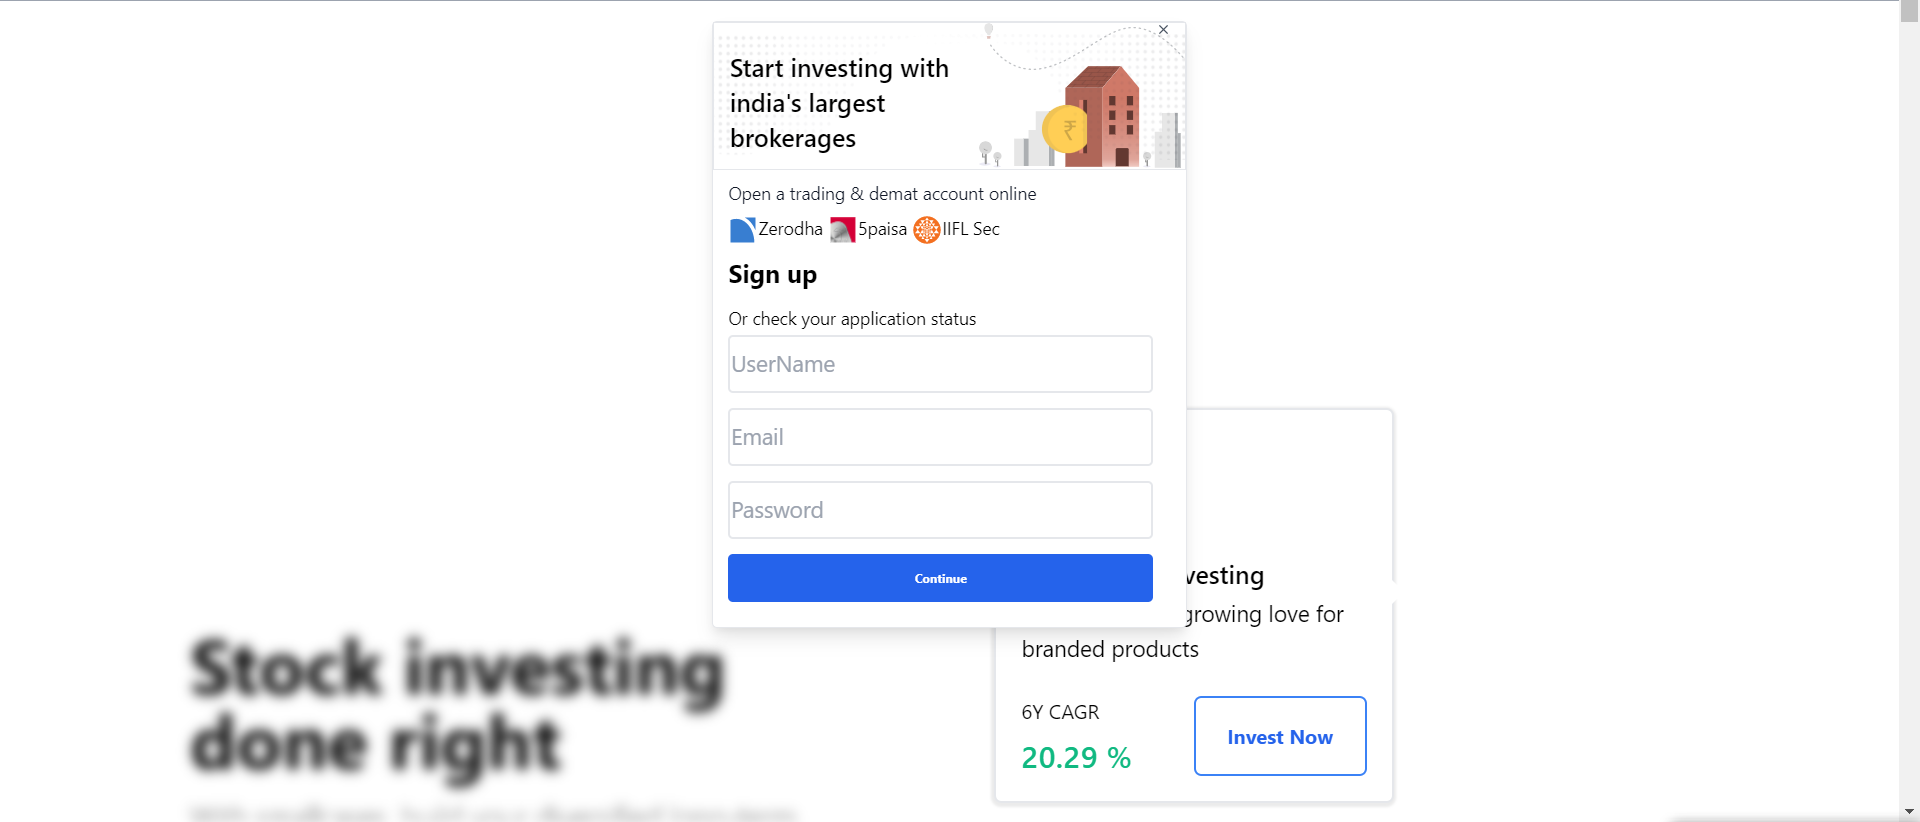 Start investing with
india's largest
brokerages
Open a trading & demat account online
Zerodha 5paisa IIFL Sec
Sign up
Or check your application status
UserName
Email
Password
Continue
vesting
growing love for
branded products
6Y CAGR
20.29 %
Invest Now
Stock investing
done right